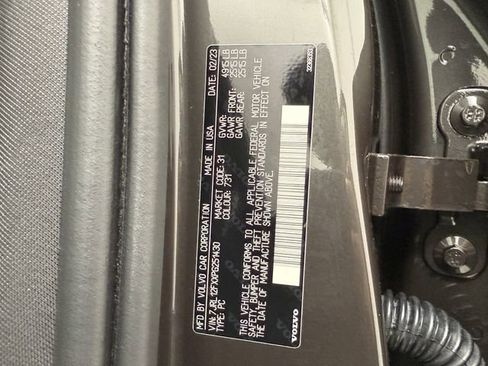 MFD BY VOLVO CAR CORPORATION MADE IN USA 02/23
VIN: 7JRL12FXXPG251430 GVWR: 4915 LB
TYPE: PC MARKET CODE: 31 GAWR FRONT: 2515 LB
COLOUR: 731 GAWR REAR: 2515 LB
THIS VEHICLE CONFORMS TO ALL APPLICABLE FEDERAL MOTOR VEHICLE
SAFETY, BUMPER AND THEFT PREVENTION STANDARDS IN EFFECT ON
THE DATE OF MANUFACTURE SHOWN ABOVE.
VOLVO